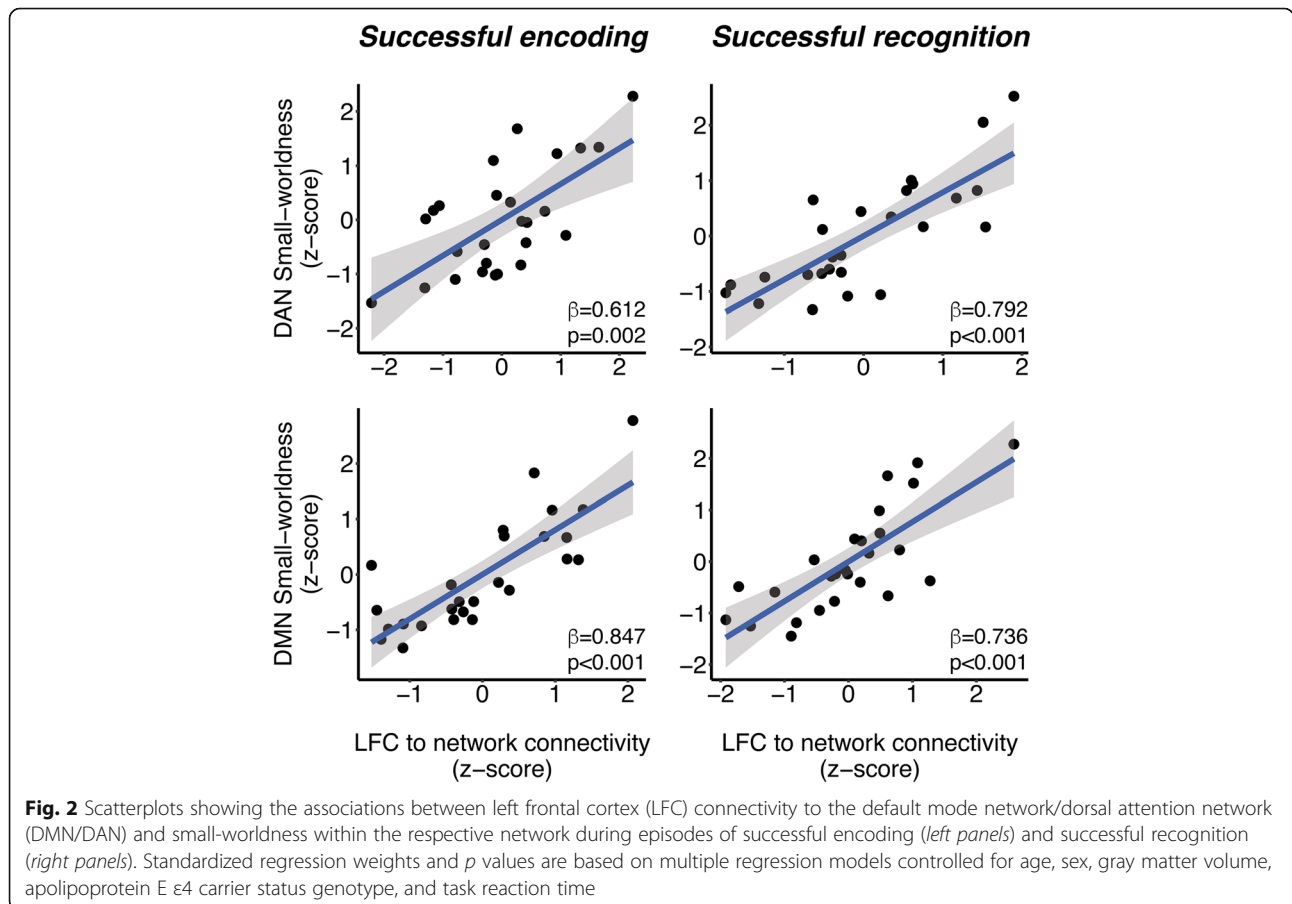 Successful encoding
Successful recognition
DAN Small−worldness
(z−score)
2
1
0
−1
−2
β=0.612
p=0.002
−2 −1 0 1 2
2
1
0
−1
−2
β=0.792
p<0.001
−1 0 1 2
DMN Small−worldness
(z−score)
2
1
0
−1
β=0.847
p<0.001
−1 0 1 2
LFC to network connectivity
(z−score)
2
1
0
−1
−2
β=0.736
p<0.001
−2 −1 0 1 2
LFC to network connectivity
(z−score)
Fig. 2 Scatterplots showing the associations between left frontal cortex (LFC) connectivity to the default mode network/dorsal attention network
(DMN/DAN) and small-worldness within the respective network during episodes of successful encoding (left panels) and successful recognition
(right panels). Standardized regression weights and p values are based on multiple regression models controlled for age, sex, gray matter volume,
apolipoprotein E ε4 carrier status genotype, and task reaction time